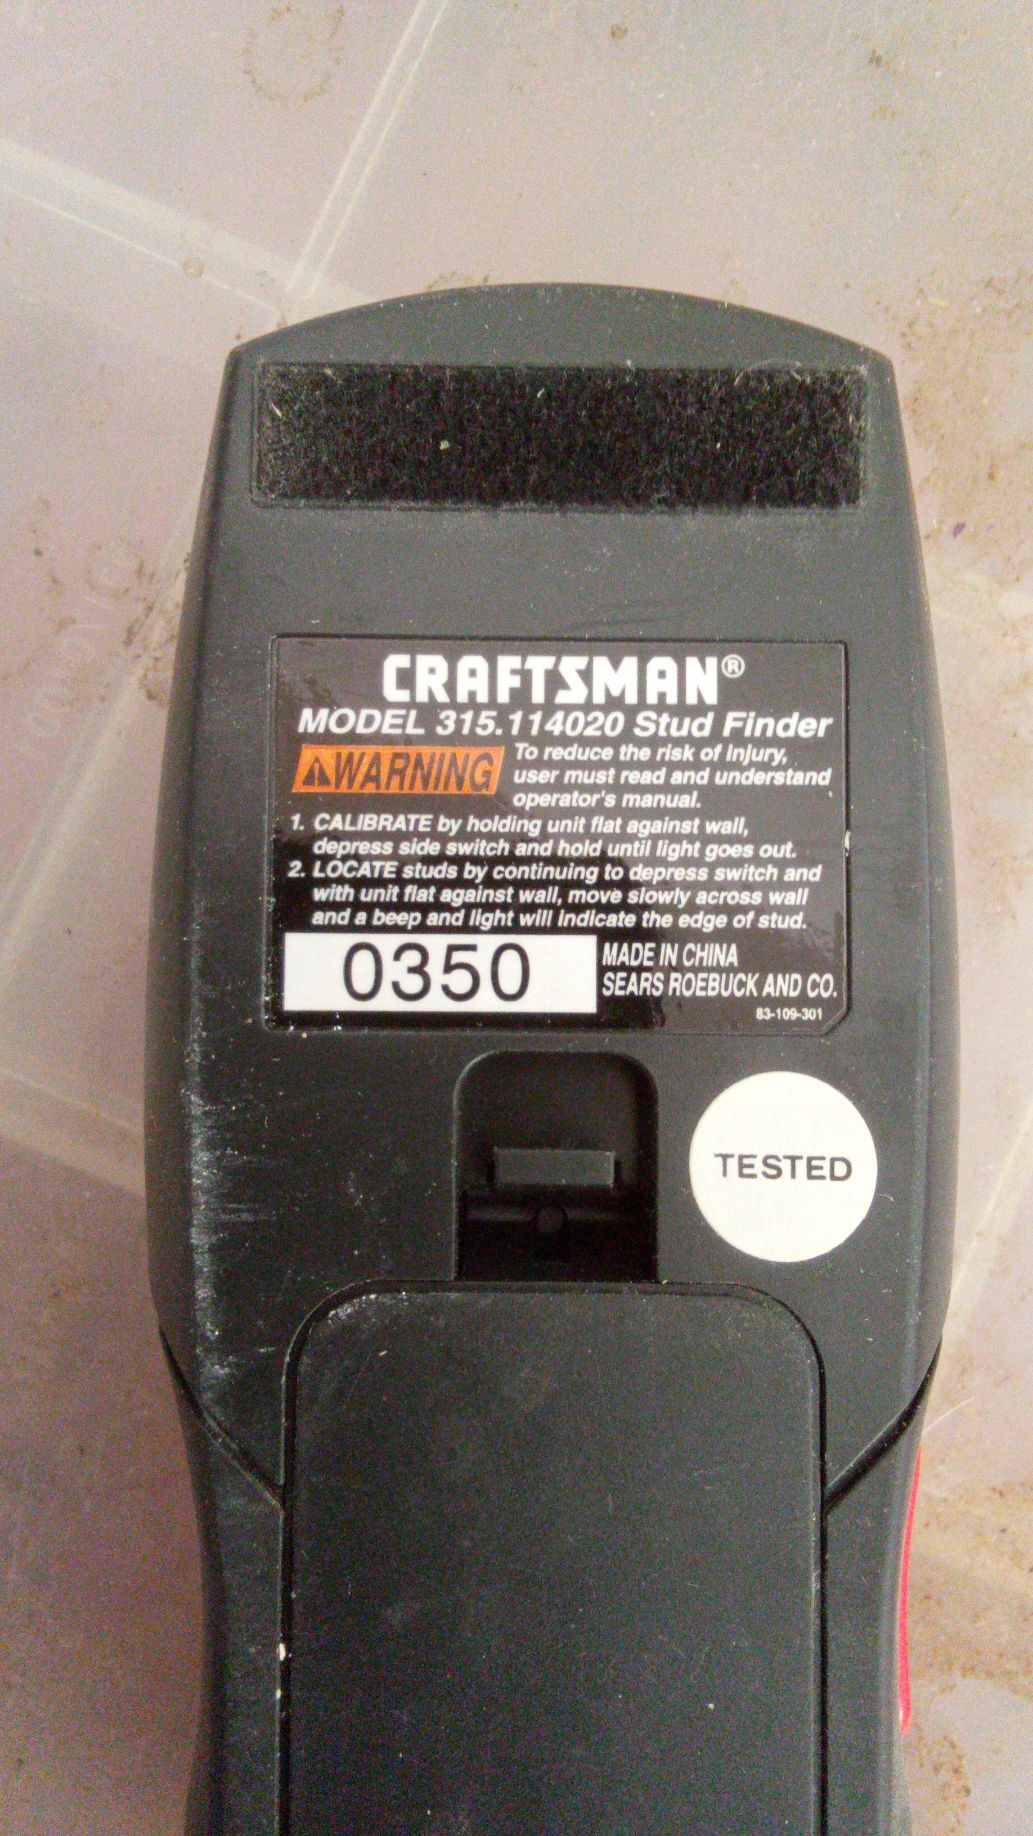 CRAFTSMAN®
MODEL 315.114020 Stud Finder
⚠WARNING
To reduce the risk of injury,
user must read and understand
operator's manual.
1. CALIBRATE by holding unit flat against wall,
depress side switch and hold until light goes out.
2. LOCATE studs by continuing to depress switch and
with unit flat against wall, move slowly across wall
and a beep and light will indicate the edge of stud.
0350
MADE IN CHINA
SEARS ROEBUCK AND CO.
83-109-301
TESTED